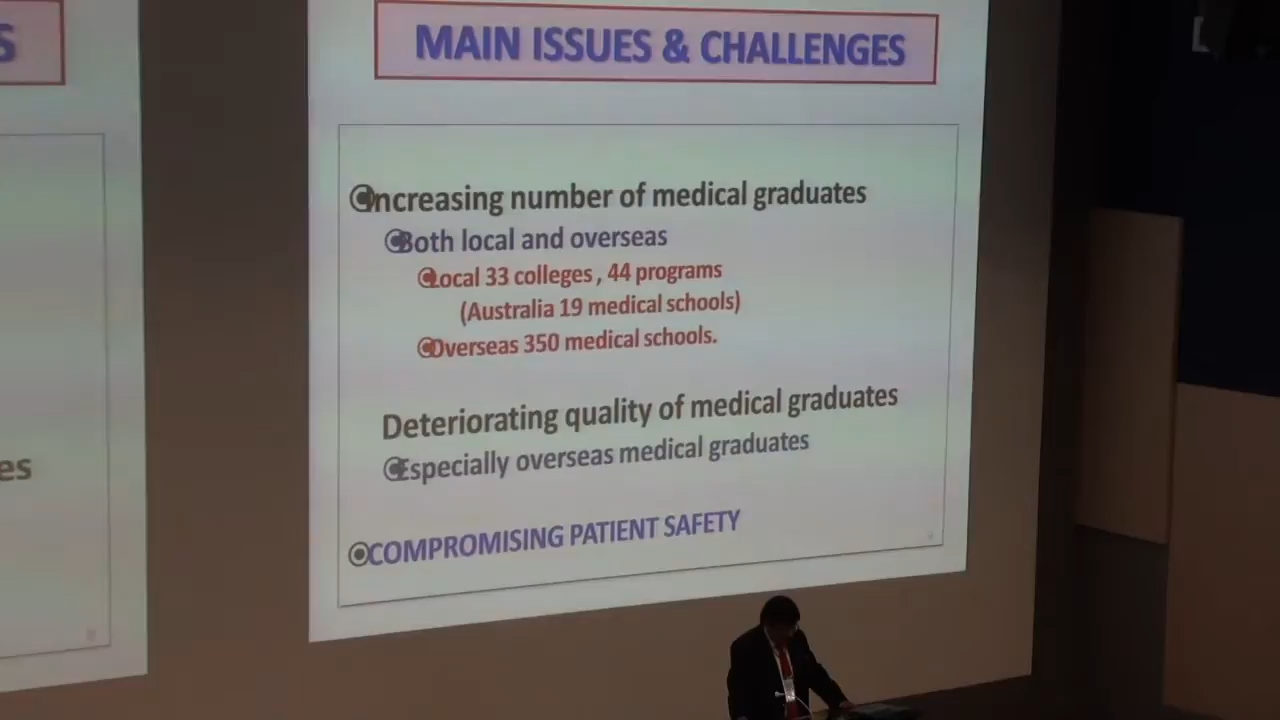 S
MAIN ISSUES & CHALLENGES
Increasing number of medical graduates
Both local and overseas
Local 33 colleges , 44 programs
(Australia 19 medical schools)
Overseas 350 medical schools.
Deteriorating quality of medical graduates
es
Especially overseas medical graduates
COMPROMISING PATIENT SAFETY